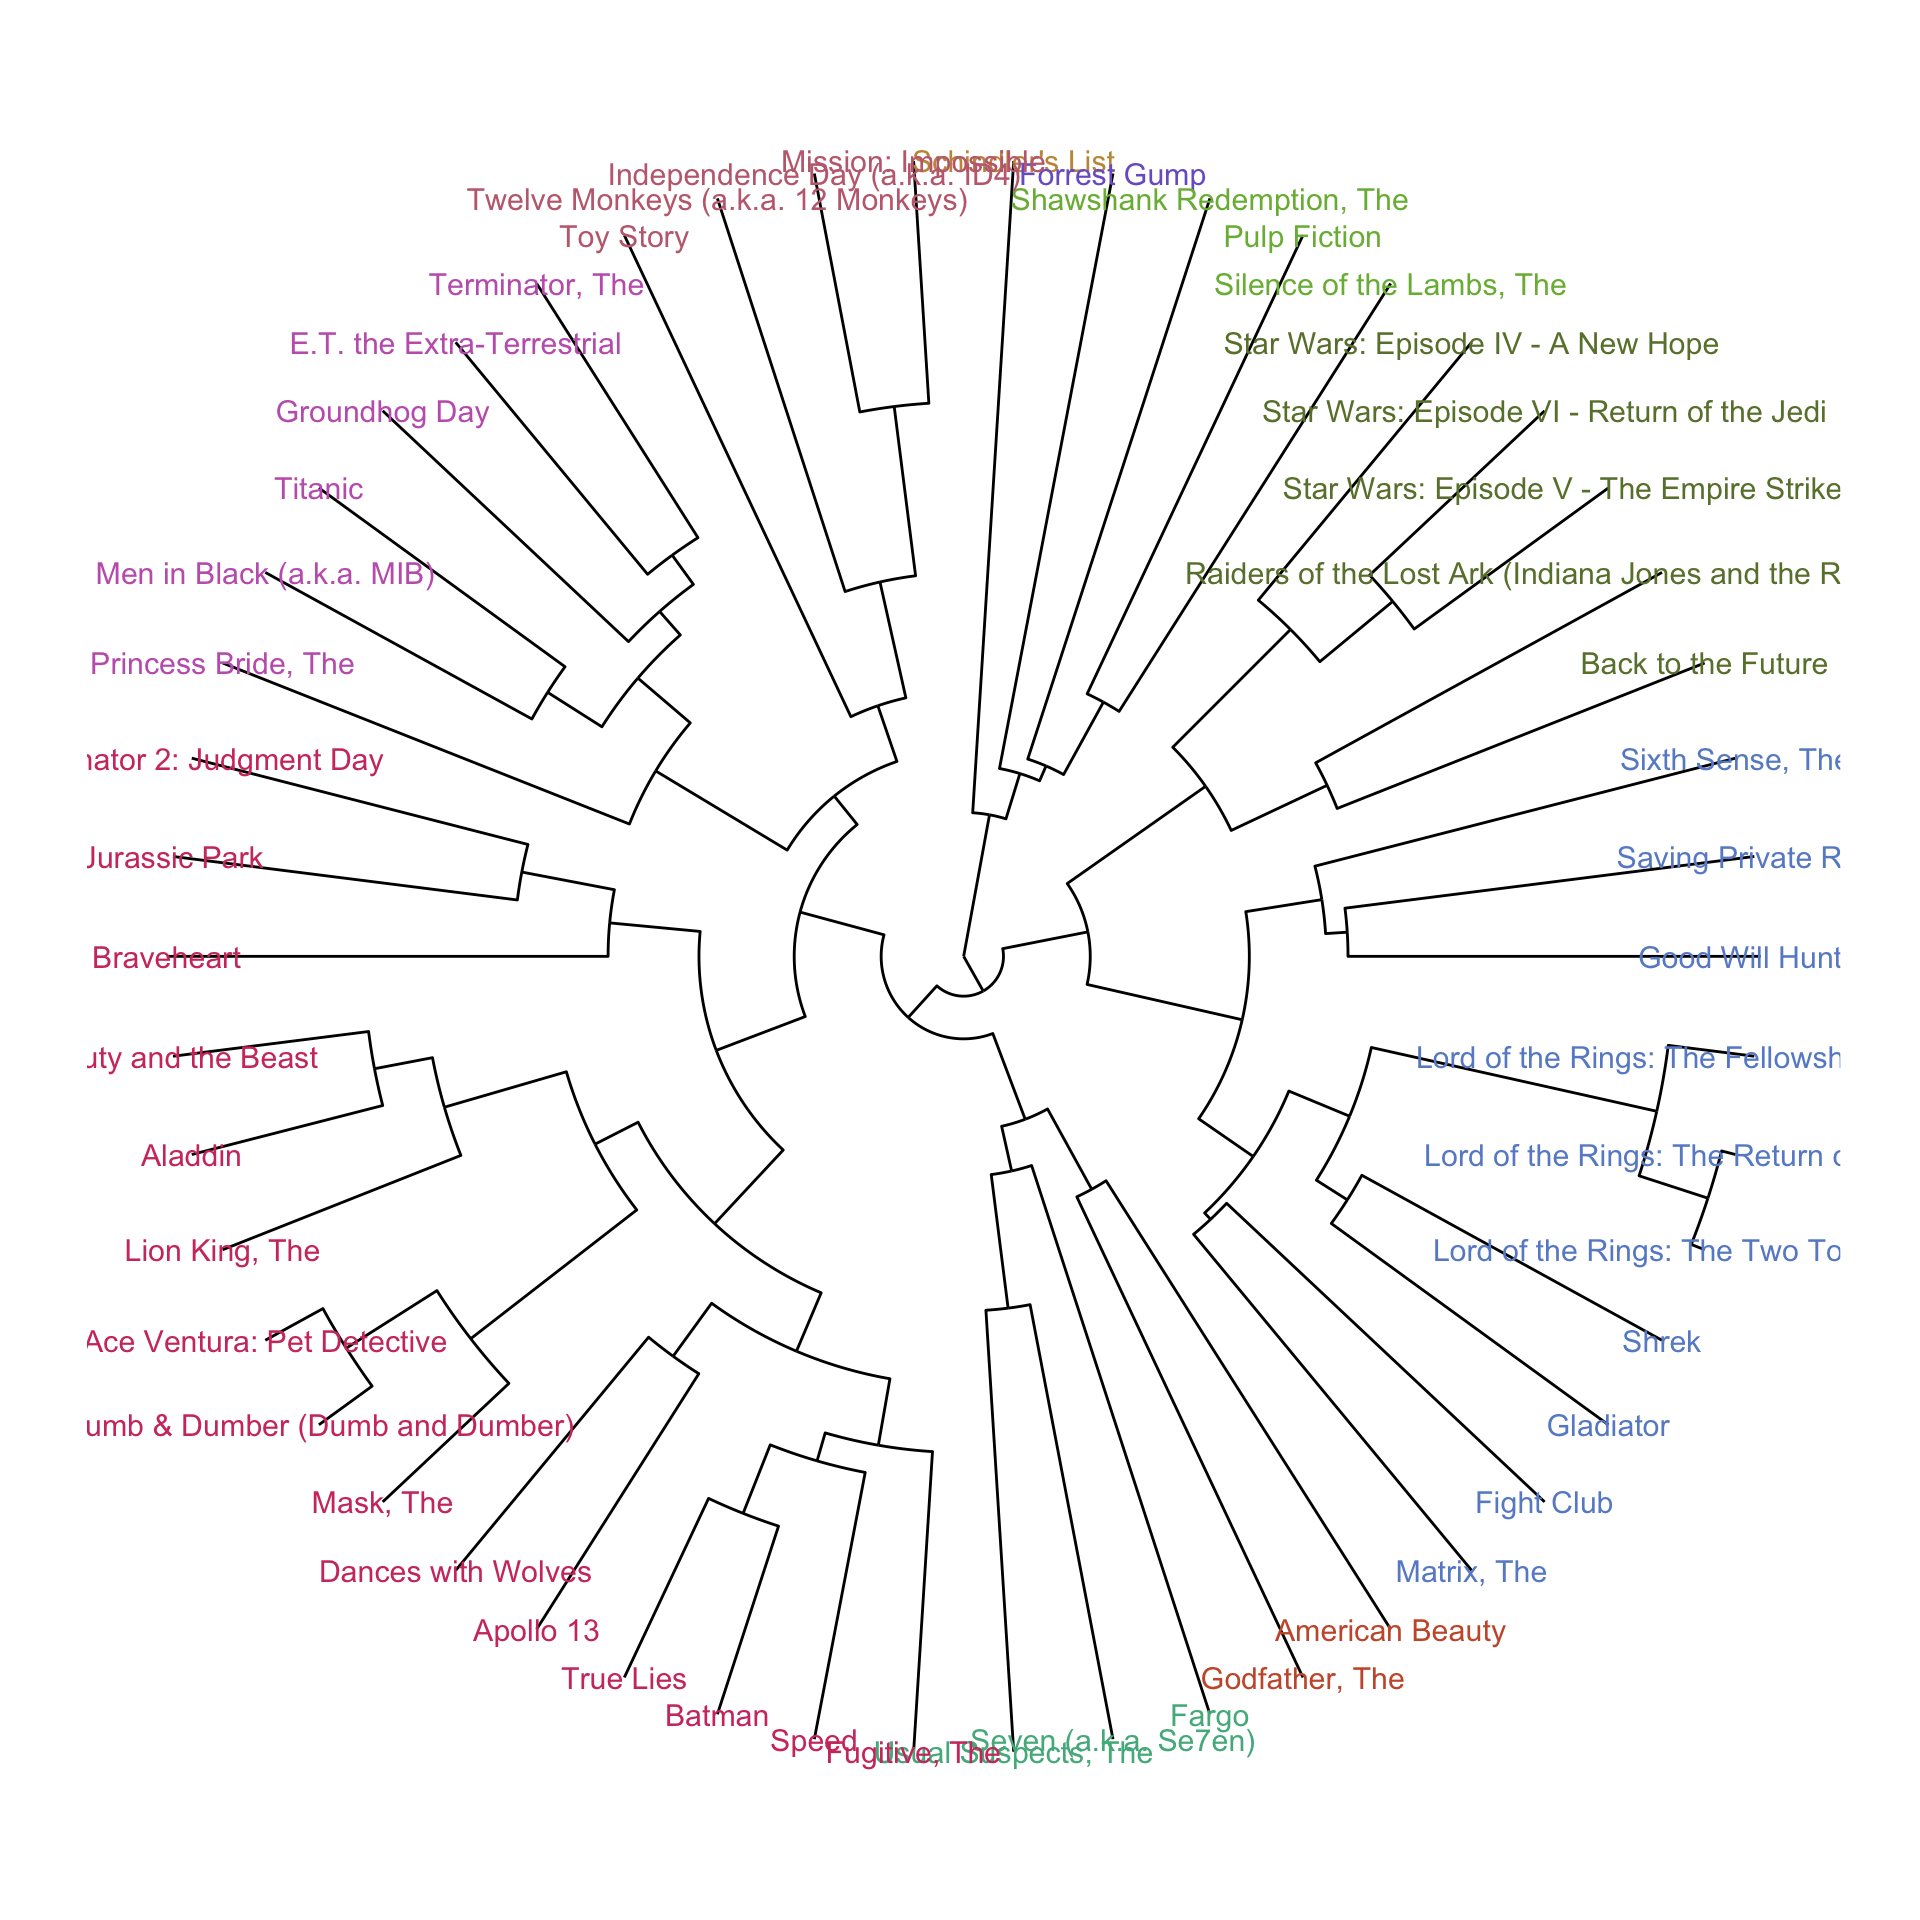 Mission: Impossible
Schindler's List
Independence Day (a.k.a. ID4)
Forrest Gump
Twelve Monkeys (a.k.a. 12 Monkeys)
Shawshank Redemption, The
Toy Story
Pulp Fiction
Terminator, The
Silence of the Lambs, The
E.T. the Extra-Terrestrial
Star Wars: Episode IV - A New Hope
Groundhog Day
Star Wars: Episode VI - Return of the Jedi
Titanic
Star Wars: Episode V - The Empire Strike
Men in Black (a.k.a. MIB)
Raiders of the Lost Ark (Indiana Jones and the R
Princess Bride, The
Back to the Future
nator 2: Judgment Day
Sixth Sense, The
Jurassic Park
Saving Private R
Braveheart
Good Will Hunt
uty and the Beast
Lord of the Rings: The Fellowsh
Aladdin
Lord of the Rings: The Return o
Lion King, The
Lord of the Rings: The Two To
Ace Ventura: Pet Detective
Shrek
umb & Dumber (Dumb and Dumber)
Gladiator
Mask, The
Fight Club
Dances with Wolves
Matrix, The
Apollo 13
American Beauty
True Lies
Godfather, The
Batman
Fargo
Speed
Seven (a.k.a. Se7en)
Fugitive, The
Usual Suspects, The